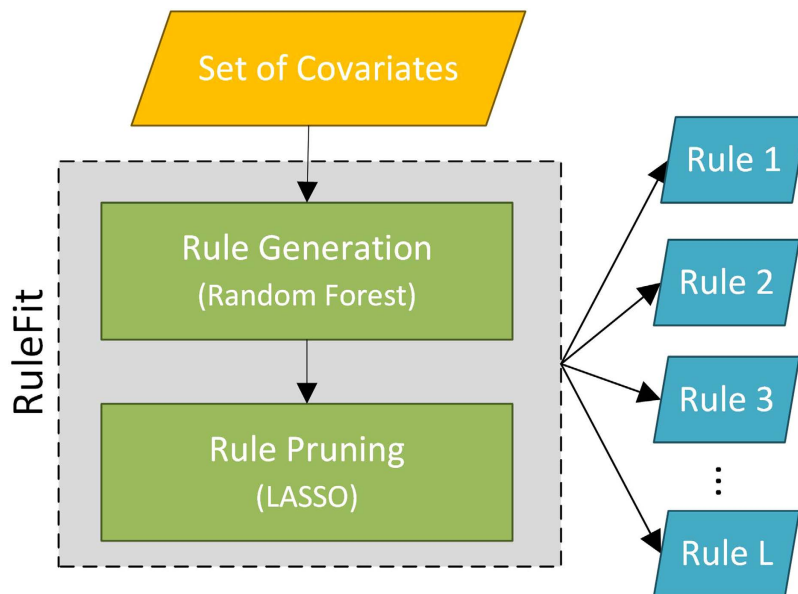 Set of Covariates
RuleFit
Rule Generation
(Random Forest)
Rule Pruning
(LASSO)
Rule 1
Rule 2
Rule 3
...
Rule L